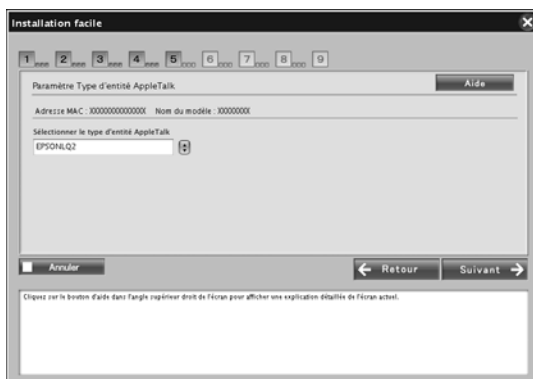 Installation facile
1 2 3 4 5 6 7 8 9
Paramètre Type d'entité AppleTalk
Aide
Adresse MAC : XXXXXXXXXXXXXX Nom du modèle : XXXXXXXX
Sélectionner le type d'entité AppleTalk
EPSONLQ2
Annuler
Retour
Suivant
Cliquez sur le bouton d'aide dans l'angle supérieur droit de l'écran pour afficher une explication détaillée de l'écran actuel.